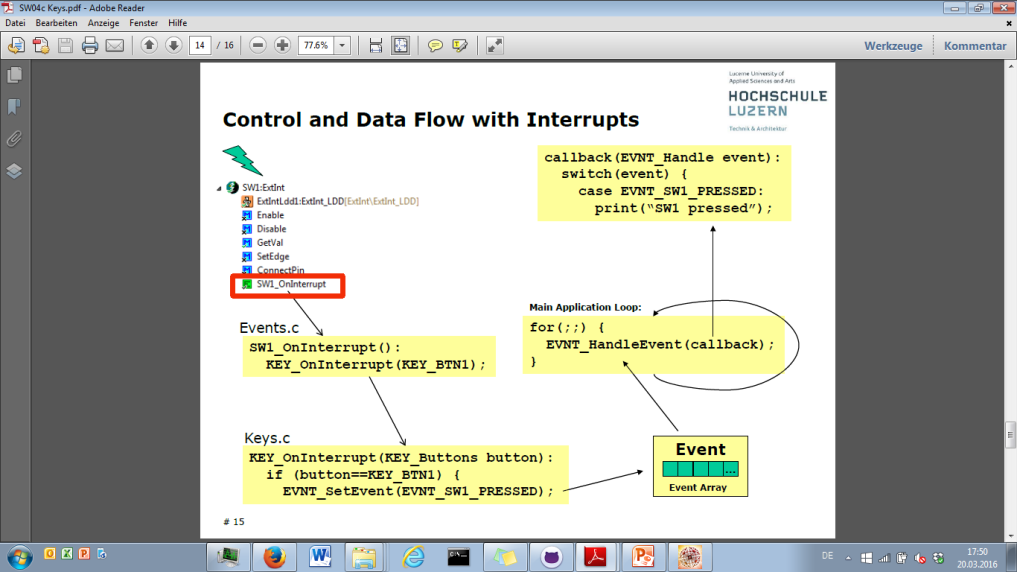 SW04c Keys.pdf - Adobe Reader
Datei Bearbeiten Anzeige Fenster Hilfe
14 / 16 77.6% Werkzeuge Kommentar
Lucerne University of
Applied Sciences and Arts
HOCHSCHULE
LUZERN
Technik & Architektur
Control and Data Flow with Interrupts
SW1:ExtInt
ExtIntLdd1:ExtInt_LDD[ExtInt\ExtInt_LDD]
Enable
Disable
GetVal
SetEdge
ConnectPin
SW1_OnInterrupt
callback(EVNT_Handle event):
switch(event) {
case EVNT_SW1_PRESSED:
print(“SW1 pressed”);
Events.c
SW1_OnInterrupt():
KEY_OnInterrupt(KEY_BTN1);
Main Application Loop:
for(;;) {
EVNT_HandleEvent(callback);
}
Keys.c
KEY_OnInterrupt(KEY_Buttons button):
if (button==KEY_BTN1) {
EVNT_SetEvent(EVNT_SW1_PRESSED);
Event
...
Event Array
# 15
DE
17:50
20.03.2016